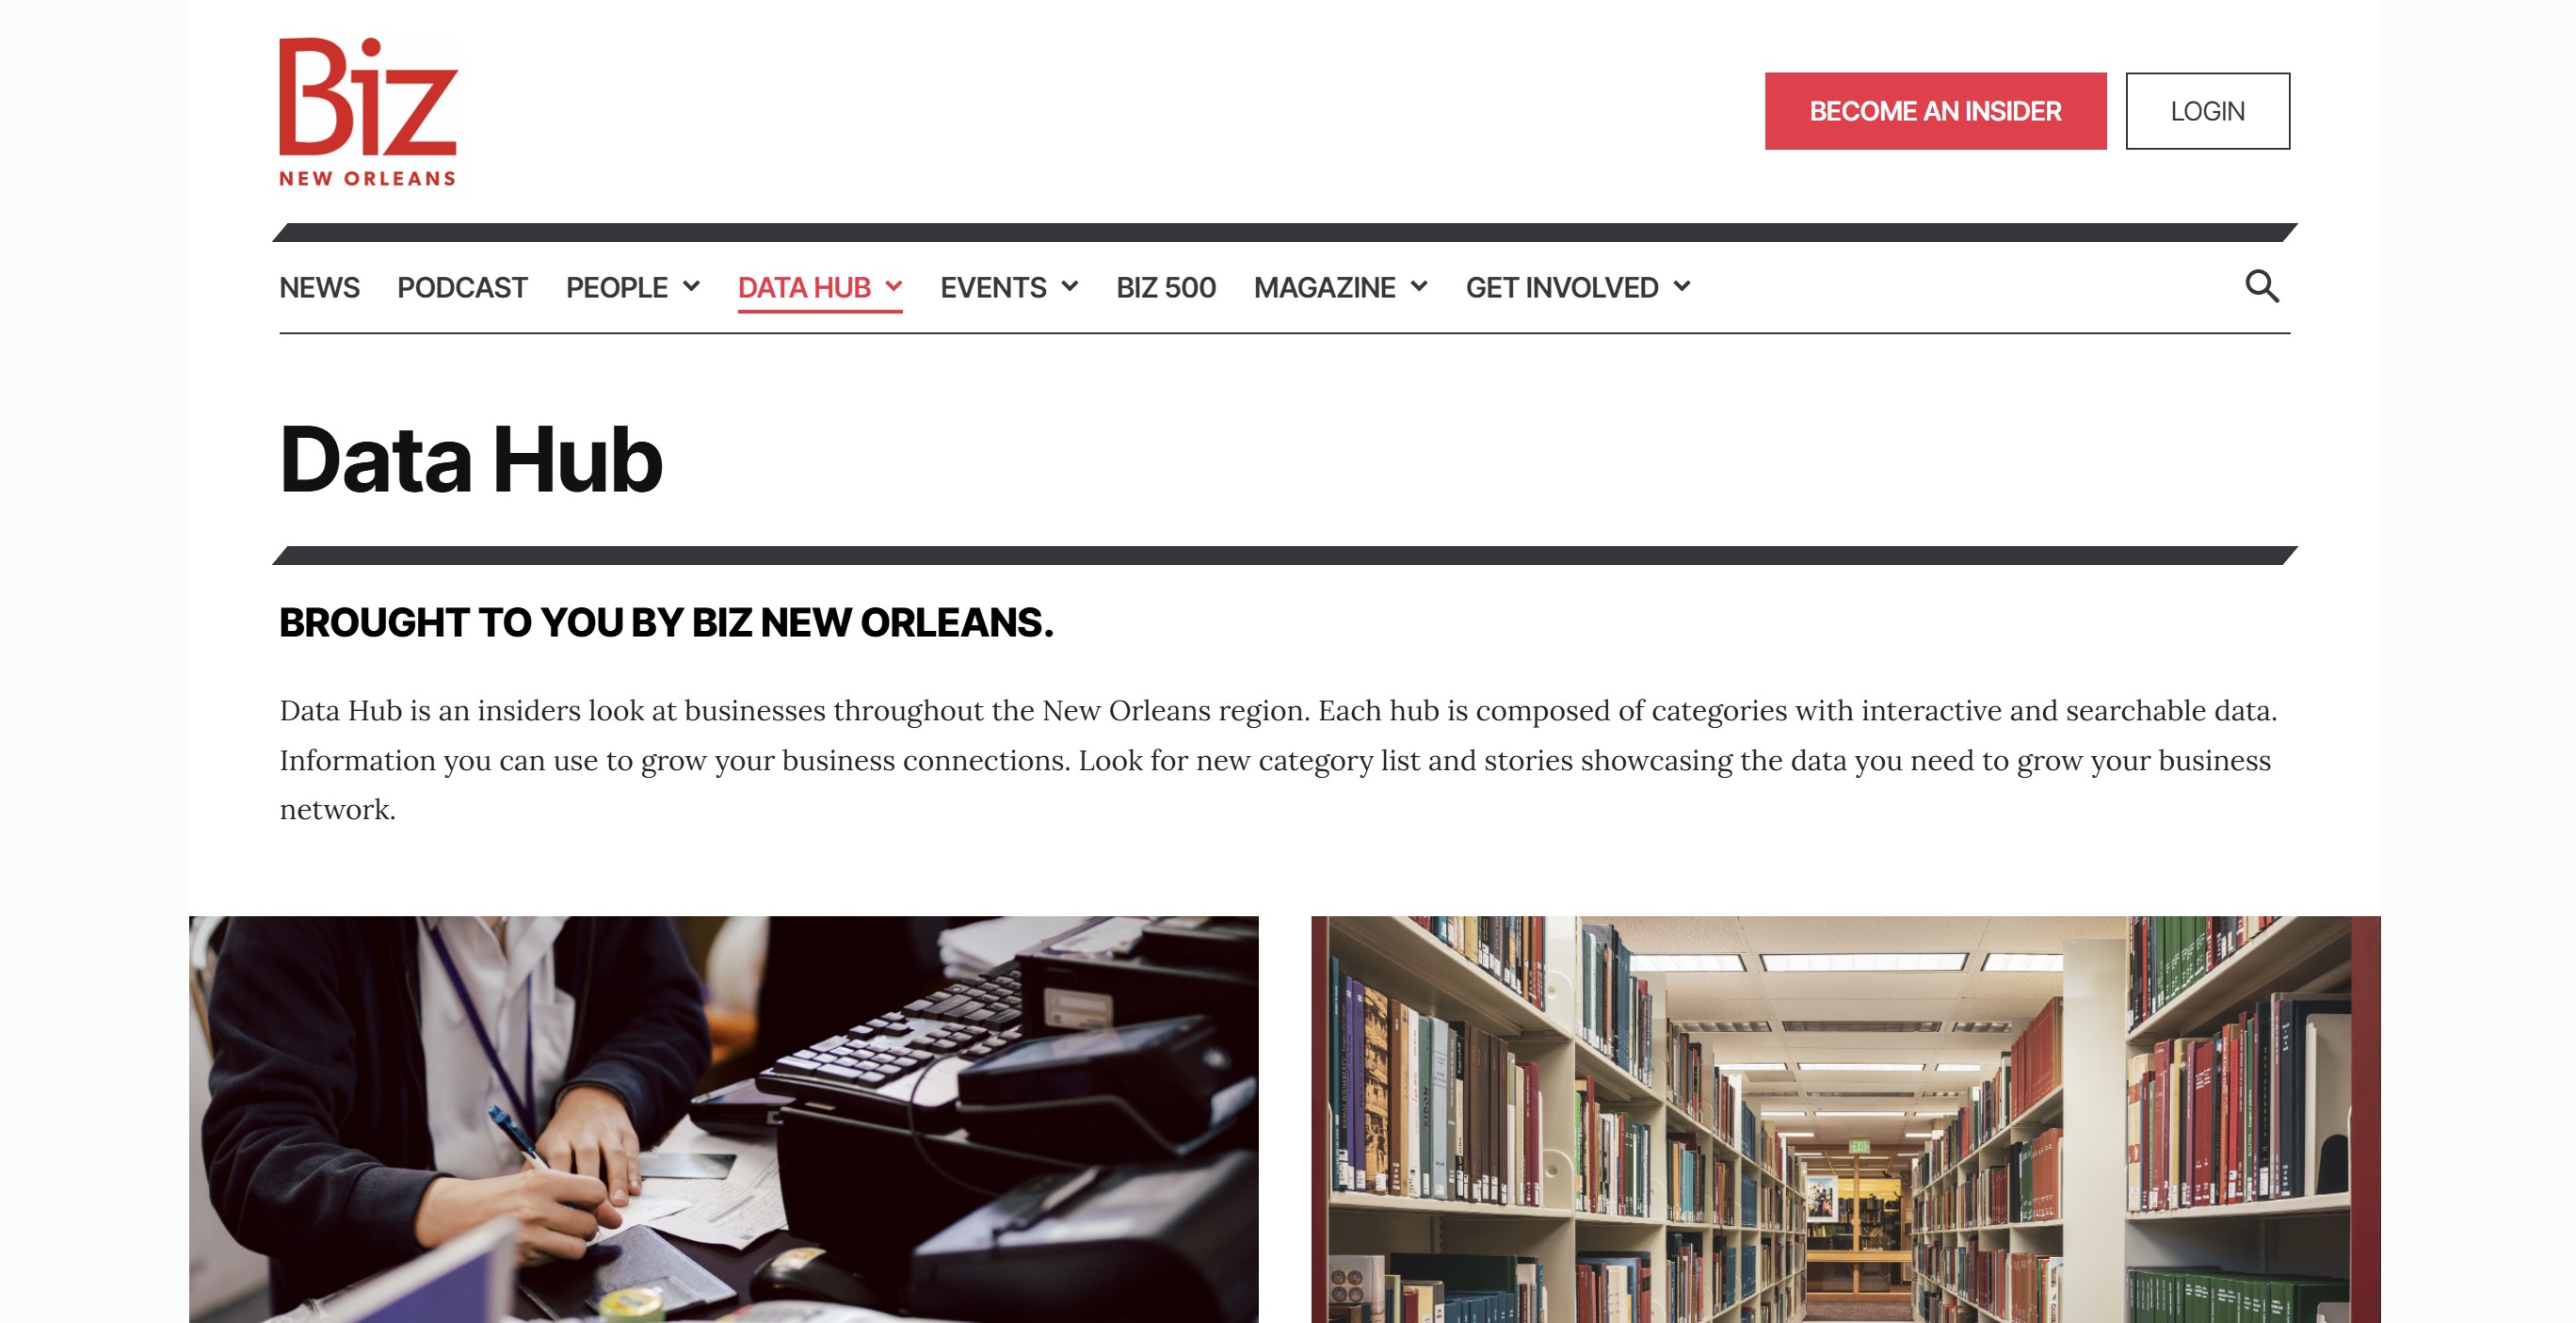 Biz
NEW ORLEANS
BECOME AN INSIDER
LOGIN
NEWS PODCAST PEOPLE DATA HUB EVENTS BIZ 500 MAGAZINE GET INVOLVED
Data Hub
BROUGHT TO YOU BY BIZ NEW ORLEANS.
Data Hub is an insiders look at businesses throughout the New Orleans region. Each hub is composed of categories with interactive and searchable data.
Information you can use to grow your business connections. Look for new category list and stories showcasing the data you need to grow your business
network.
EXIT